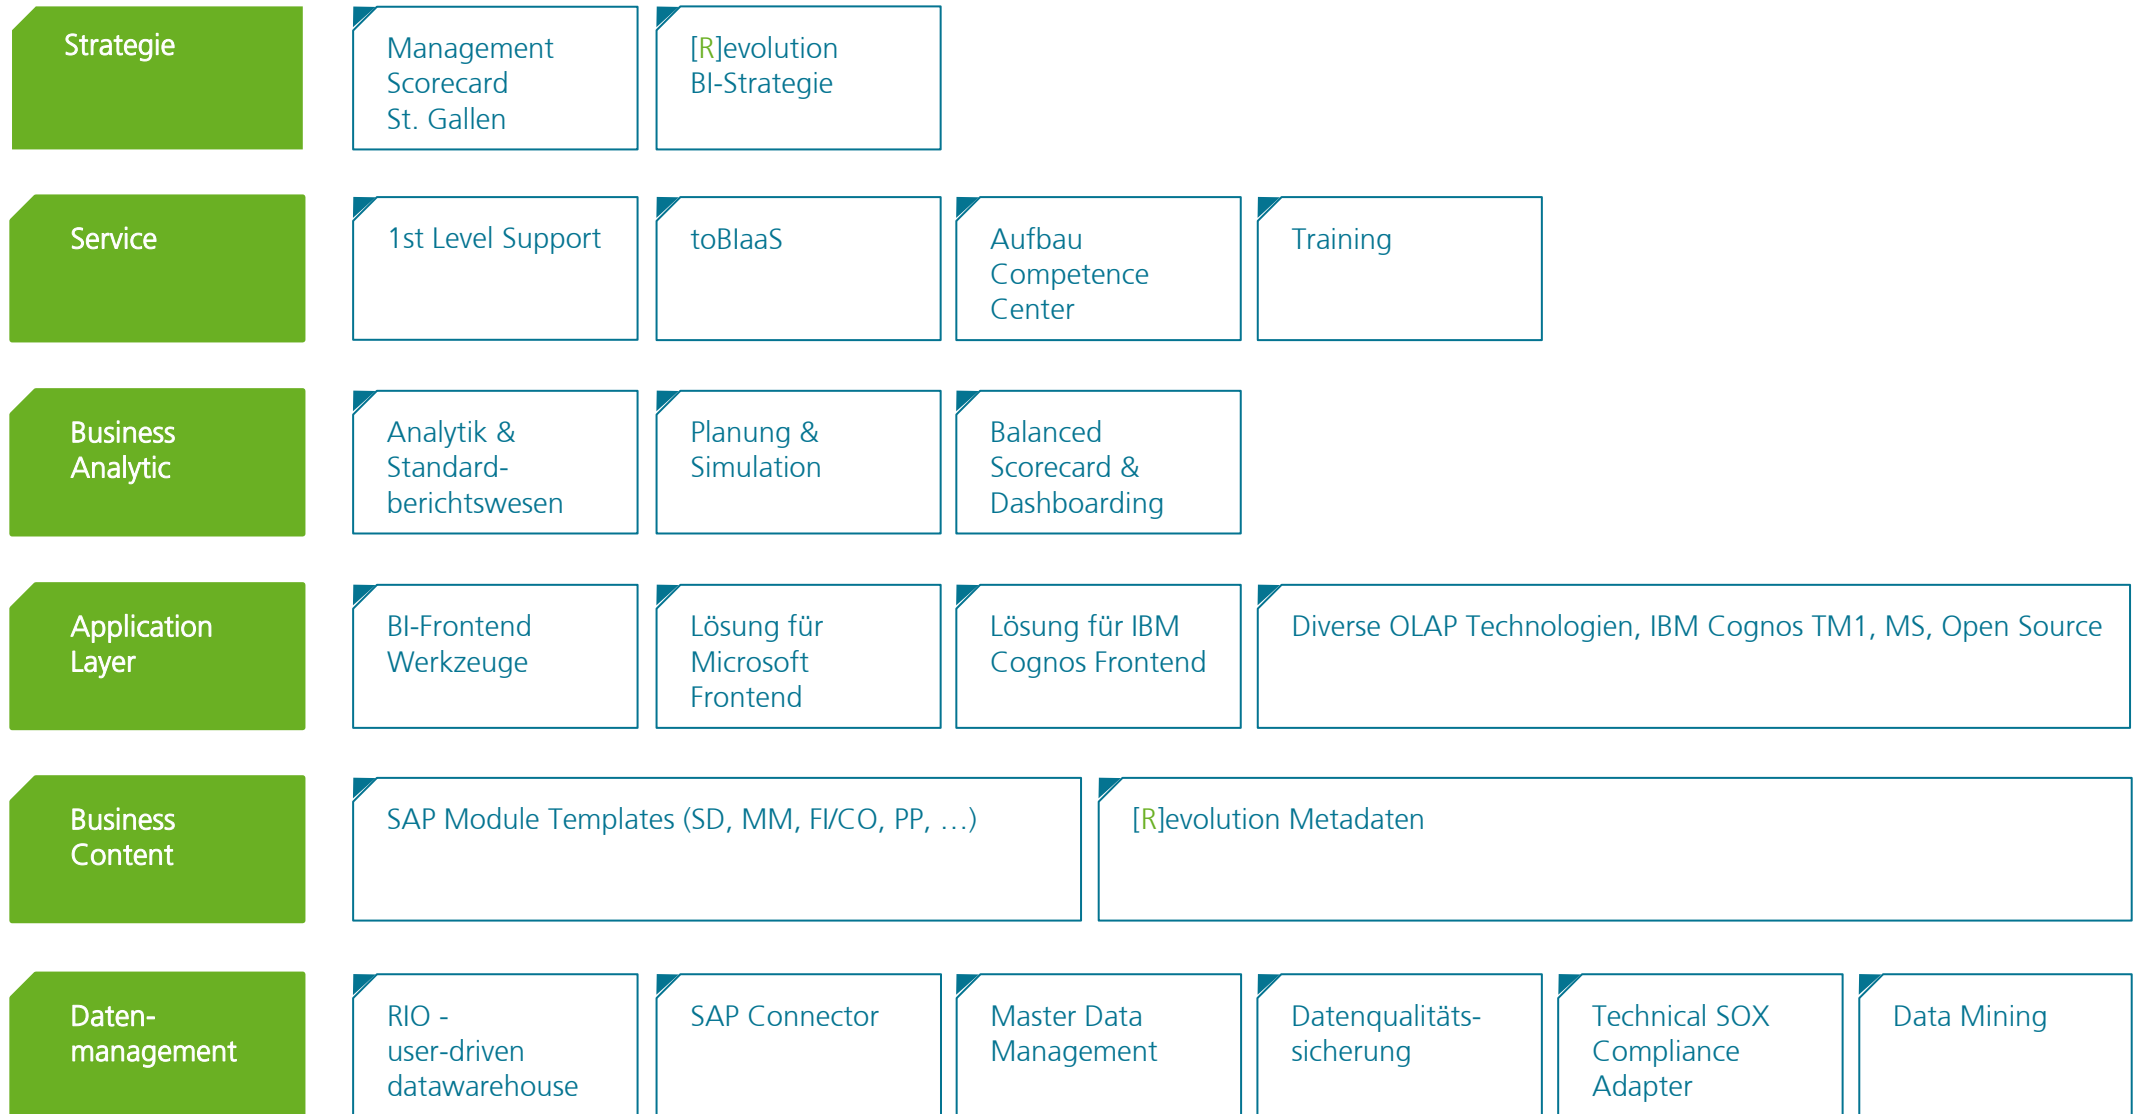 Strategie
Management
Scorecard
St. Gallen
[R]evolution
BI-Strategie
Service
1st Level Support
toBIaaS
Aufbau
Competence
Center
Training
Business
Analytic
Analytik &
Standard-
berichtswesen
Planung &
Simulation
Balanced
Scorecard &
Dashboarding
Application
Layer
BI-Frontend
Werkzeuge
Lösung für
Microsoft
Frontend
Lösung für IBM
Cognos Frontend
Diverse OLAP Technologien, IBM Cognos TM1, MS, Open Source
Business
Content
SAP Module Templates (SD, MM, FI/CO, PP, …)
[R]evolution Metadaten
Daten-
management
RIO -
user-driven
datawarehouse
SAP Connector
Master Data
Management
Datenqualitäts-
sicherung
Technical SOX
Compliance
Adapter
Data Mining